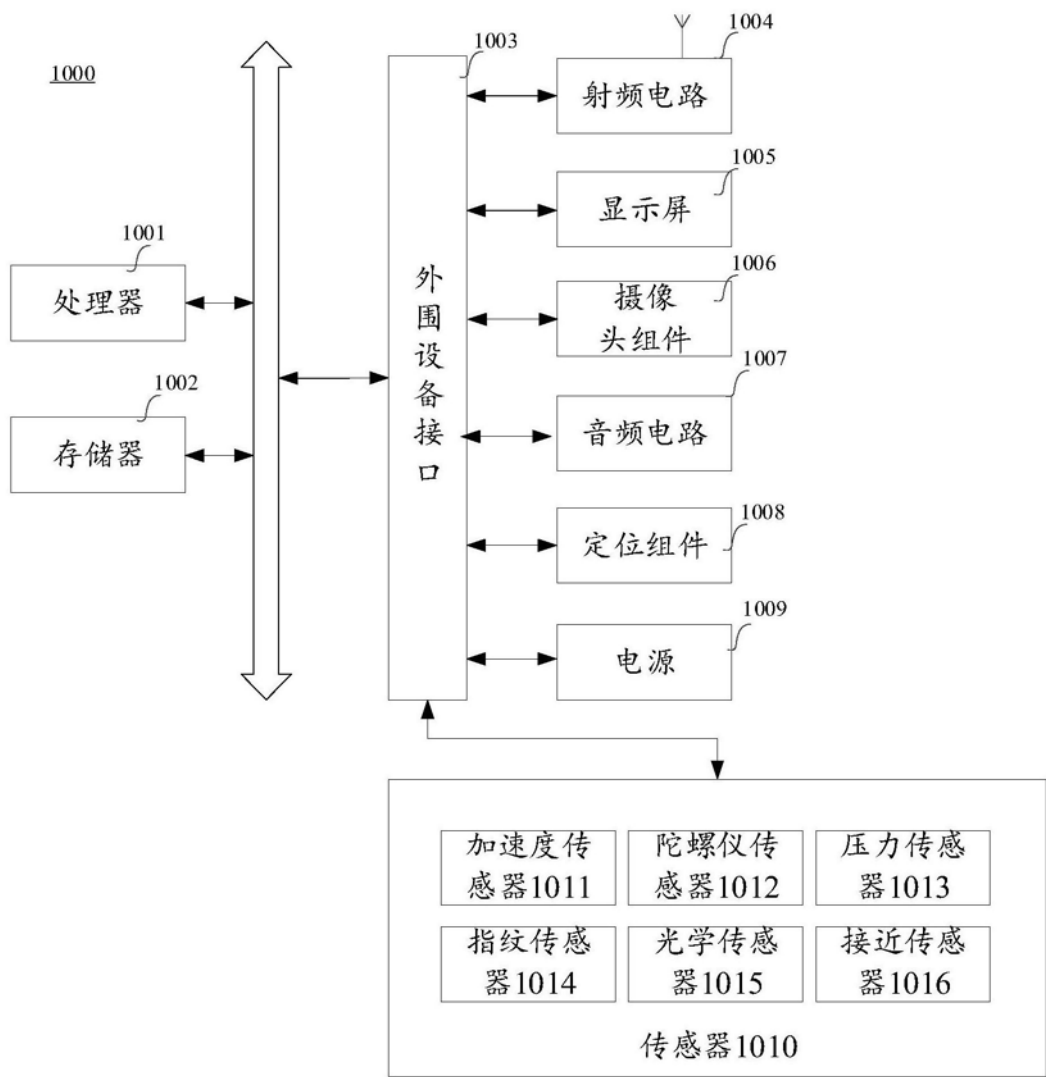 1000
1001
处理器
1002
存储器
1003
外
围
设
备
接
口
1004
射频电路
1005
显示屏
1006
摄像
头组件
1007
音频电路
1008
定位组件
1009
电源
加速度传
感器1011
陀螺仪传
感器1012
压力传感
器1013
指纹传感
器1014
光学传感
器1015
接近传感
器1016
传感器1010